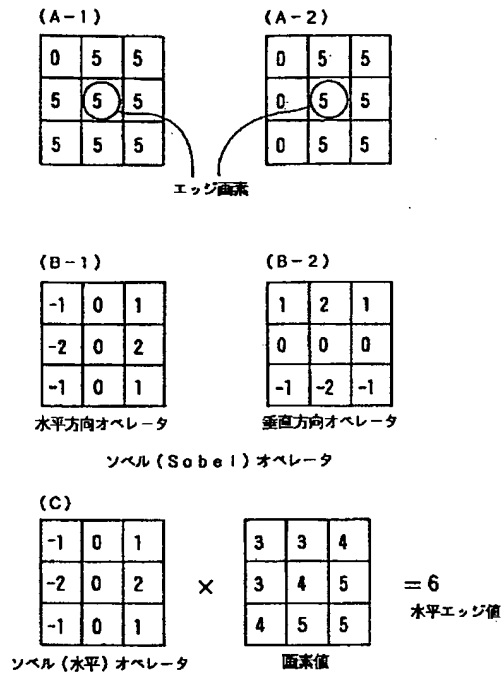 (A-1) (A-2)
0 5 5 0 5 5
5 5 5 0 5 5
5 5 5 0 5 5
エッジ画素
(B-1) (B-2)
-1 0 1 1 2 1
-2 0 2 0 0 0
-1 0 1 -1 -2 -1
水平方向オペレータ 垂直方向オペレータ
ソベル(Sobel)オペレータ
(C)
-1 0 1 3 3 4
-2 0 2 × 3 4 5 =6
-1 0 1 4 5 5 水平エッジ値
ソベル(水平)オペレータ 画素値